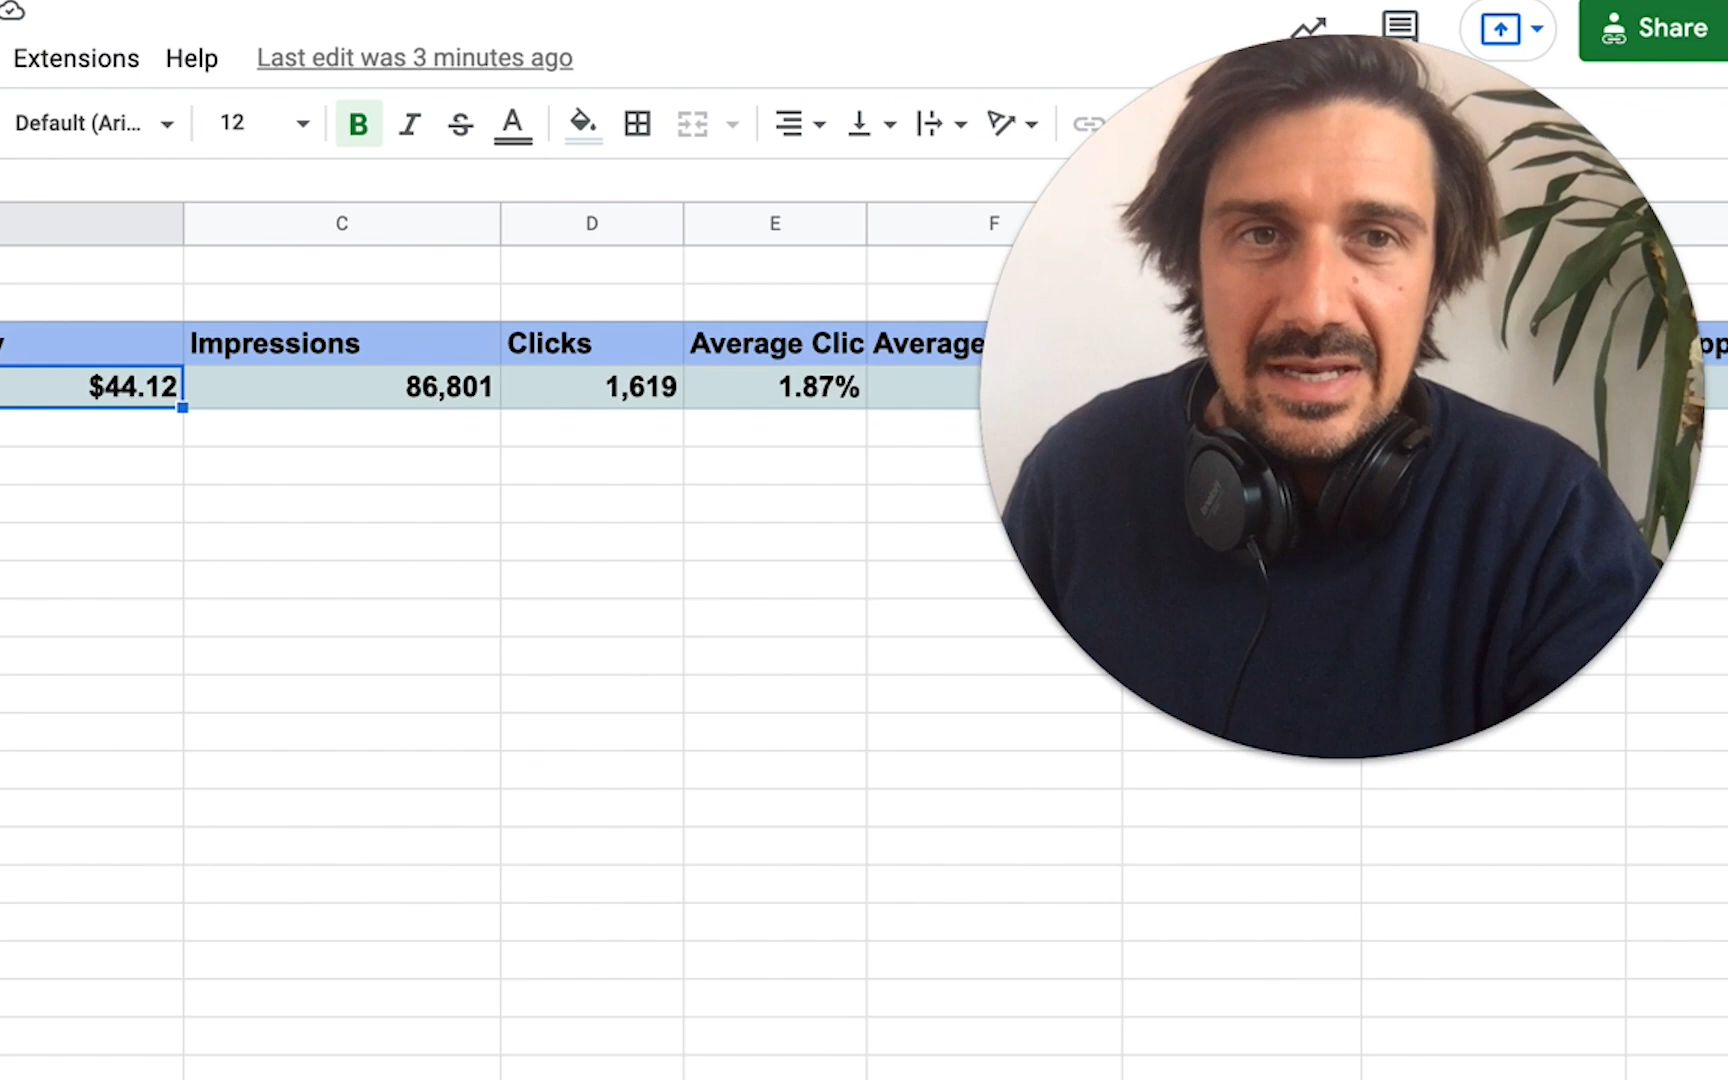 Share
Extensions Help Last edit was 3 minutes ago
Default (Ari... 12 B I S A
C D E F
Impressions Clicks Average Clic Average
$44.12 86,801 1,619 1.87%